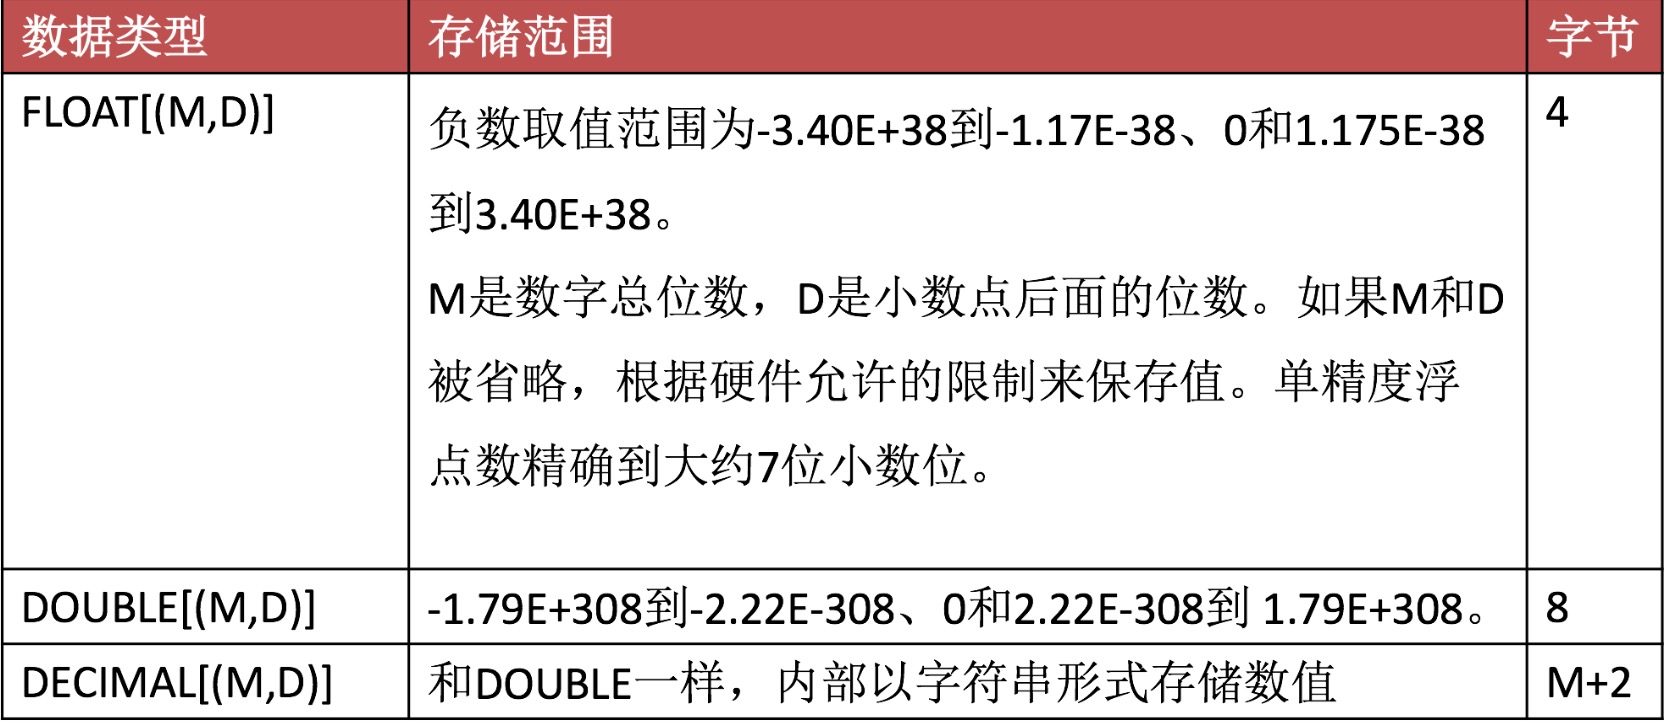 数据类型 存储范围 字节
FLOAT[(M,D)] 负数取值范围为-3.40E+38到-1.17E-38、0和1.175E-38 4
到3.40E+38。
M是数字总位数，D是小数点后面的位数。如果M和D
被省略，根据硬件允许的限制来保存值。单精度浮
点数精确到大约7位小数位。
DOUBLE[(M,D)] -1.79E+308到-2.22E-308、0和2.22E-308到 1.79E+308。 8
DECIMAL[(M,D)] 和DOUBLE一样，内部以字符串形式存储数值 M+2